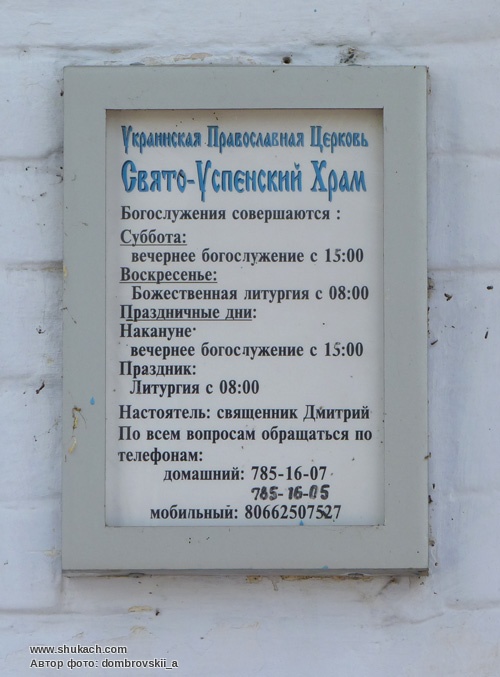 Украинская Православная Церковь
Свято-Успенский Храм
Богослужения совершаются :
Суббота:
вечернее богослужение с 15:00
Воскресенье:
Божественная литургия с 08:00
Праздничные дни:
Накануне
вечернее богослужение с 15:00
Праздник:
Литургия с 08:00
Настоятель: священник Дмитрий
По всем вопросам обращаться по
телефонам:
домашний: 785-16-07
785-16-05
мобильный: 80662507527
www.shukach.com
Автор фото: dombrovskii_a